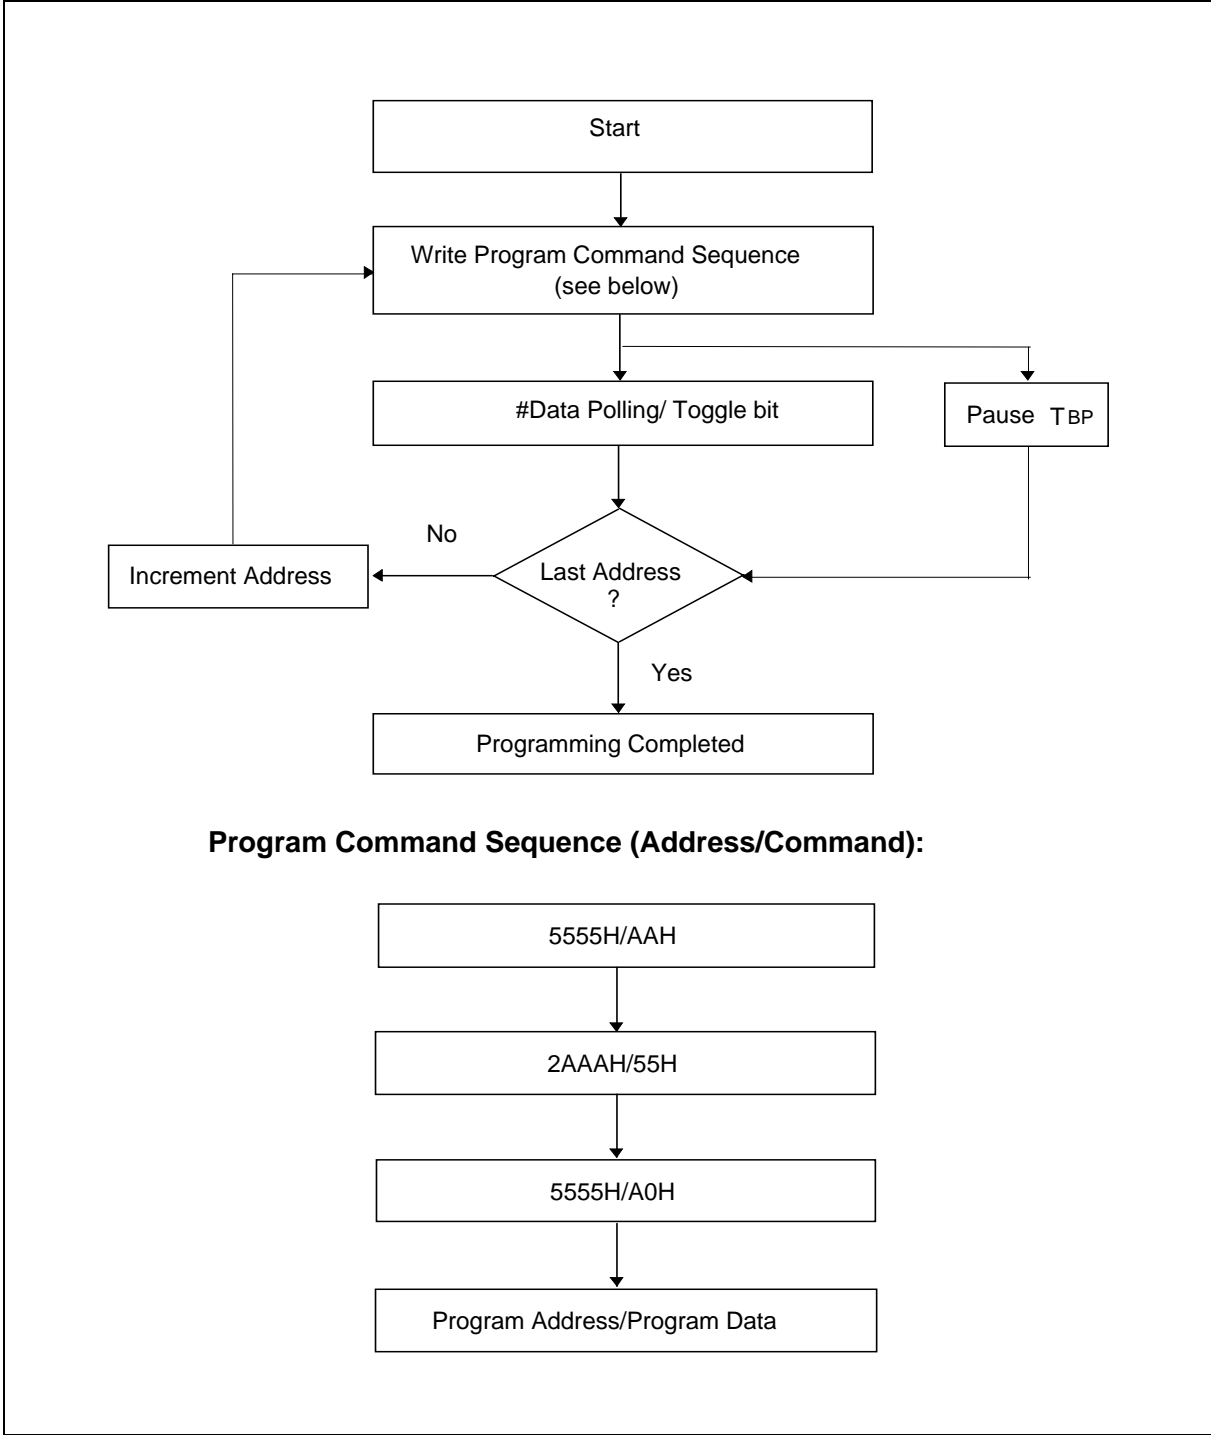 Start
Write Program Command Sequence
(see below)
#Data Polling/ Toggle bit
Pause TBP
No
Increment Address
Last Address
?
Yes
Programming Completed
Program Command Sequence (Address/Command):
5555H/AAH
2AAAH/55H
5555H/A0H
Program Address/Program Data